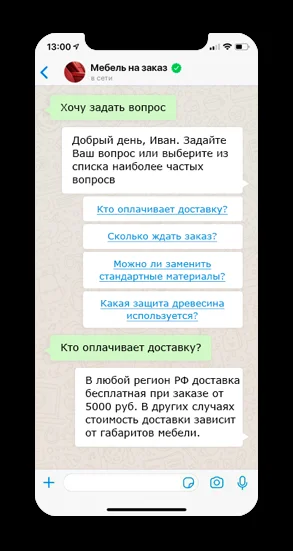 13:00
Мебель на заказ
в сети
Хочу задать вопрос
Добрый день, Иван. Задайте
Ваш вопрос или выберите из
списка наиболее частых
вопросв
Кто оплачивает доставку?
Сколько ждать заказ?
Можно ли заменить
стандартные материалы?
Какая защита древесина
используется?
Кто оплачивает доставку?
В любой регион РФ доставка
бесплатная при заказе от
5000 руб. В других случаях
стоимость доставки зависит
от габаритов мебели.